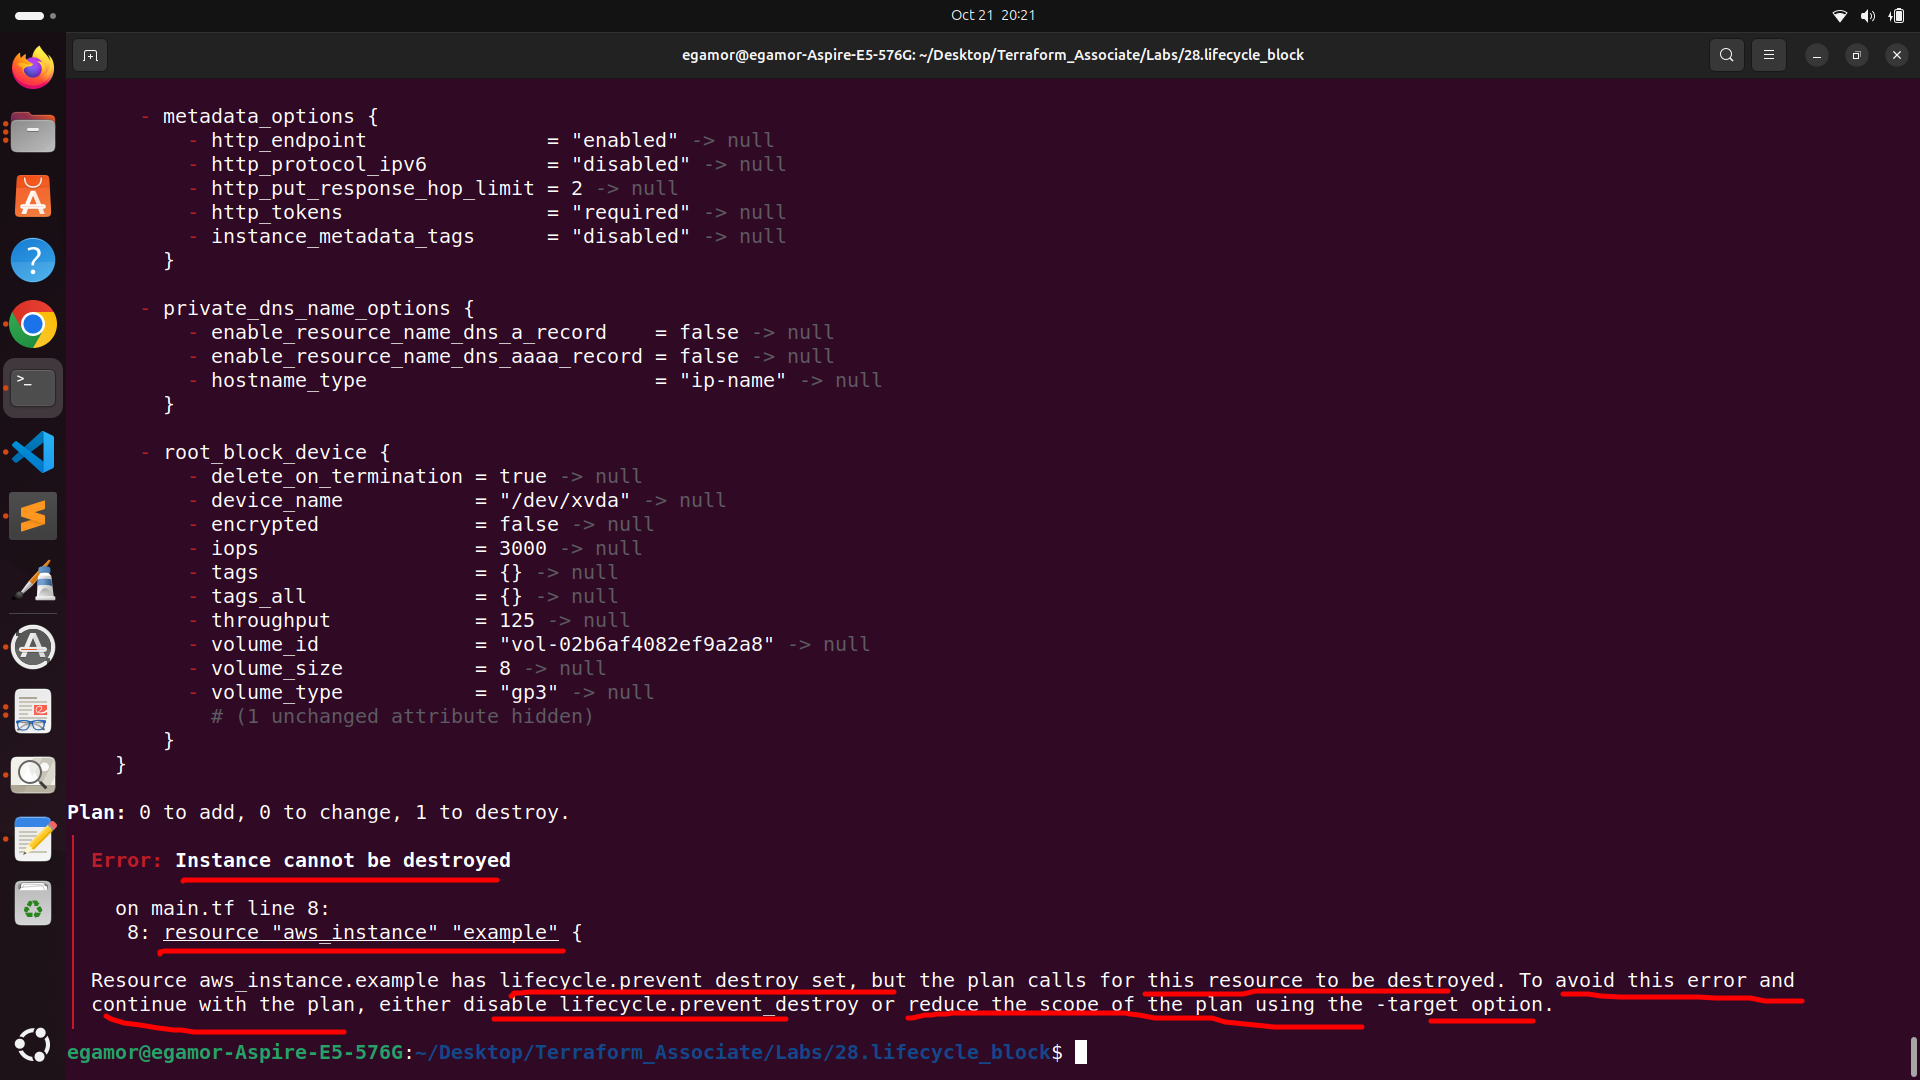 Oct 21 20:21
egamor@egamor-Aspire-E5-576G: ~/Desktop/Terraform_Associate/Labs/28.lifecycle_block
- metadata_options {
- http_endpoint = "enabled" -> null
- http_protocol_ipv6 = "disabled" -> null
- http_put_response_hop_limit = 2 -> null
- http_tokens = "required" -> null
- instance_metadata_tags = "disabled" -> null
}
- private_dns_name_options {
- enable_resource_name_dns_a_record = false -> null
- enable_resource_name_dns_aaaa_record = false -> null
- hostname_type = "ip-name" -> null
}
- root_block_device {
- delete_on_termination = true -> null
- device_name = "/dev/xvda" -> null
- encrypted = false -> null
- iops = 3000 -> null
- tags = {} -> null
- tags_all = {} -> null
- throughput = 125 -> null
- volume_id = "vol-02b6af4082ef9a2a8" -> null
- volume_size = 8 -> null
- volume_type = "gp3" -> null
# (1 unchanged attribute hidden)
}
}
Plan: 0 to add, 0 to change, 1 to destroy.
Error: Instance cannot be destroyed
on main.tf line 8:
8: resource "aws_instance" "example" {
Resource aws_instance.example has lifecycle.prevent_destroy set, but the plan calls for this resource to be destroyed. To avoid this error and
continue with the plan, either disable lifecycle.prevent_destroy or reduce the scope of the plan using the -target option.
egamor@egamor-Aspire-E5-576G:~/Desktop/Terraform_Associate/Labs/28.lifecycle_block$